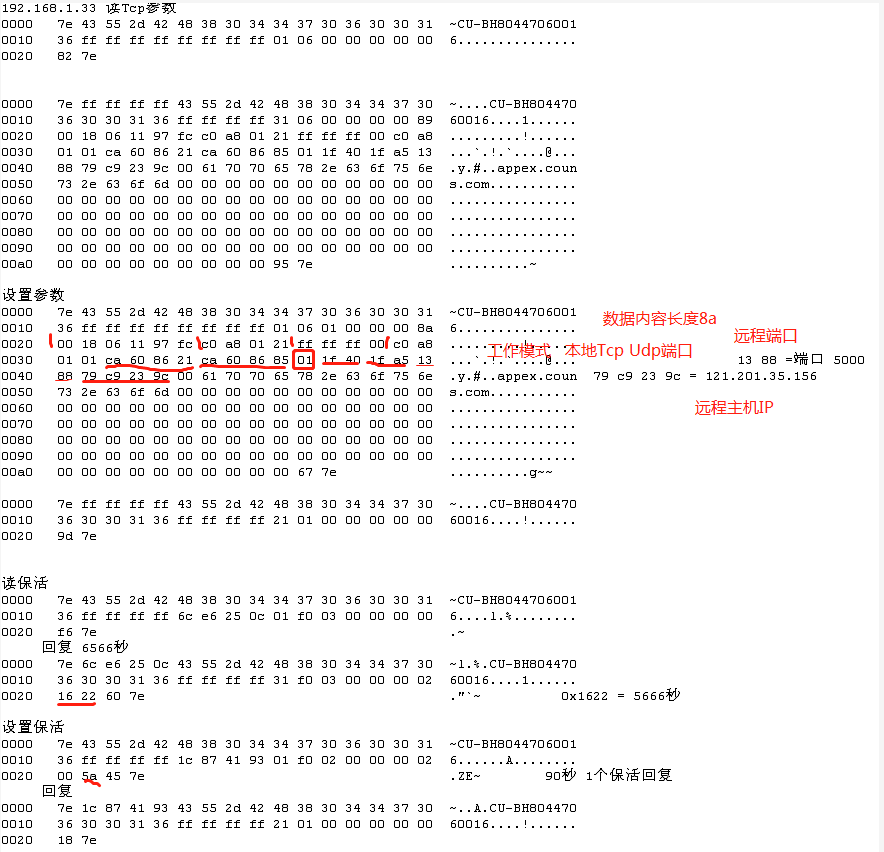 192.168.1.33 读Tcp参数
0000 7e 43 55 2d 42 48 38 30 34 34 37 30 36 30 30 31 ~CU-BH8044706001
0010 36 ff ff ff ff ff ff ff ff 01 06 00 00 00 00 00 6...............
0020 82 7e
0000 7e ff ff ff ff 43 55 2d 42 48 38 30 34 34 37 30 ~....CU-BH804470
0010 36 30 30 31 36 ff ff ff ff 31 06 00 00 00 00 89 60016....1......
0020 00 18 06 11 97 fc c0 a8 01 21 ff ff ff 00 c0 a8 .........!......
0030 01 01 ca 60 86 21 ca 60 86 85 01 1f 40 1f a5 13 ...`.!.`....@...
0040 88 79 c9 23 9c 00 61 70 70 65 78 2e 63 6f 75 6e .y.#..appex.coun
0050 73 2e 63 6f 6d 00 00 00 00 00 00 00 00 00 00 00 s.com...........
0060 00 00 00 00 00 00 00 00 00 00 00 00 00 00 00 00 ................
0070 00 00 00 00 00 00 00 00 00 00 00 00 00 00 00 00 ................
0080 00 00 00 00 00 00 00 00 00 00 00 00 00 00 00 00 ................
0090 00 00 00 00 00 00 00 00 00 00 00 00 00 00 00 00 ................
00a0 00 00 00 00 00 00 00 00 00 00 95 7e ..........~
设置参数
0000 7e 43 55 2d 42 48 38 30 34 34 37 30 36 30 30 31 ~CU-BH8044706001
0010 36 ff ff ff ff ff ff ff ff 01 06 01 00 00 00 8a 6............... 数据内容长度8a
0020 00 18 06 11 97 fc c0 a8 01 21 ff ff ff 00 c0 a8 .........!...... 远程端口
0030 01 01 ca 60 86 21 ca 60 86 85 01 1f 40 1f a5 13 ...`.!.`....@... 工作模式 本地Tcp Udp端口 13 88 =端口 5000
0040 88 79 c9 23 9c 00 61 70 70 65 78 2e 63 6f 75 6e .y.#..appex.coun 79 c9 23 9c = 121.201.35.156
0050 73 2e 63 6f 6d 00 00 00 00 00 00 00 00 00 00 00 s.com...........
0060 00 00 00 00 00 00 00 00 00 00 00 00 00 00 00 00 ................ 远程主机IP
0070 00 00 00 00 00 00 00 00 00 00 00 00 00 00 00 00 ................
0080 00 00 00 00 00 00 00 00 00 00 00 00 00 00 00 00 ................
0090 00 00 00 00 00 00 00 00 00 00 00 00 00 00 00 00 ................
00a0 00 00 00 00 00 00 00 00 00 00 67 7e ..........g~~
0000 7e ff ff ff ff 43 55 2d 42 48 38 30 34 34 37 30 ~....CU-BH804470
0010 36 30 30 31 36 ff ff ff ff 21 01 00 00 00 00 00 60016....!......
0020 9d 7e
读保活
0000 7e 43 55 2d 42 48 38 30 34 34 37 30 36 30 30 31 ~CU-BH8044706001
0010 36 ff ff ff ff 6c e6 25 0c 01 f0 03 00 00 00 00 6....l.%........
0020 f6 7e .~
回复 6566秒
0000 7e 6c e6 25 0c 43 55 2d 42 48 38 30 34 34 37 30 ~l.%.CU-BH804470
0010 36 30 30 31 36 ff ff ff ff 31 f0 03 00 00 00 02 60016....1......
0020 16 22 60 7e ."`~ 0x1622 = 5666秒
设置保活
0000 7e 43 55 2d 42 48 38 30 34 34 37 30 36 30 30 31 ~CU-BH8044706001
0010 36 ff ff ff ff 1c 87 41 93 01 f0 02 00 00 00 02 6......A........
0020 00 5a 45 7e .ZE~ 90秒 1个保活回复
回复
0000 7e 1c 87 41 93 43 55 2d 42 48 38 30 34 34 37 30 ~..A.CU-BH804470
0010 36 30 30 31 36 ff ff ff ff 21 01 00 00 00 00 00 60016....!......
0020 18 7e